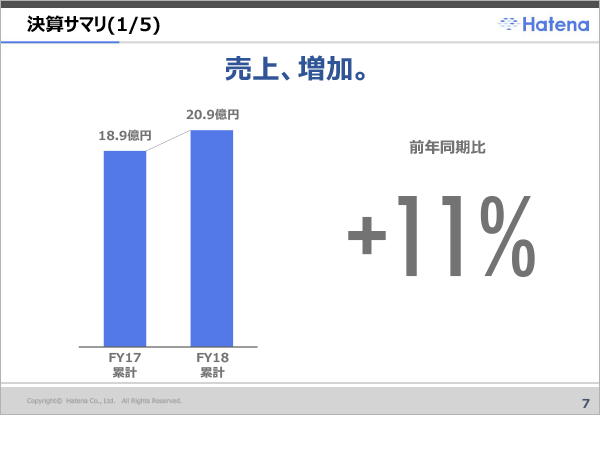 決算サマリ(1/5)
Hatena
売上、増加。
20.9億円
18.9億円
前年同期比
+11%
FY17
累計
FY18
累計
Copyright© Hatena Co., Ltd. All Rights Reserved.
7